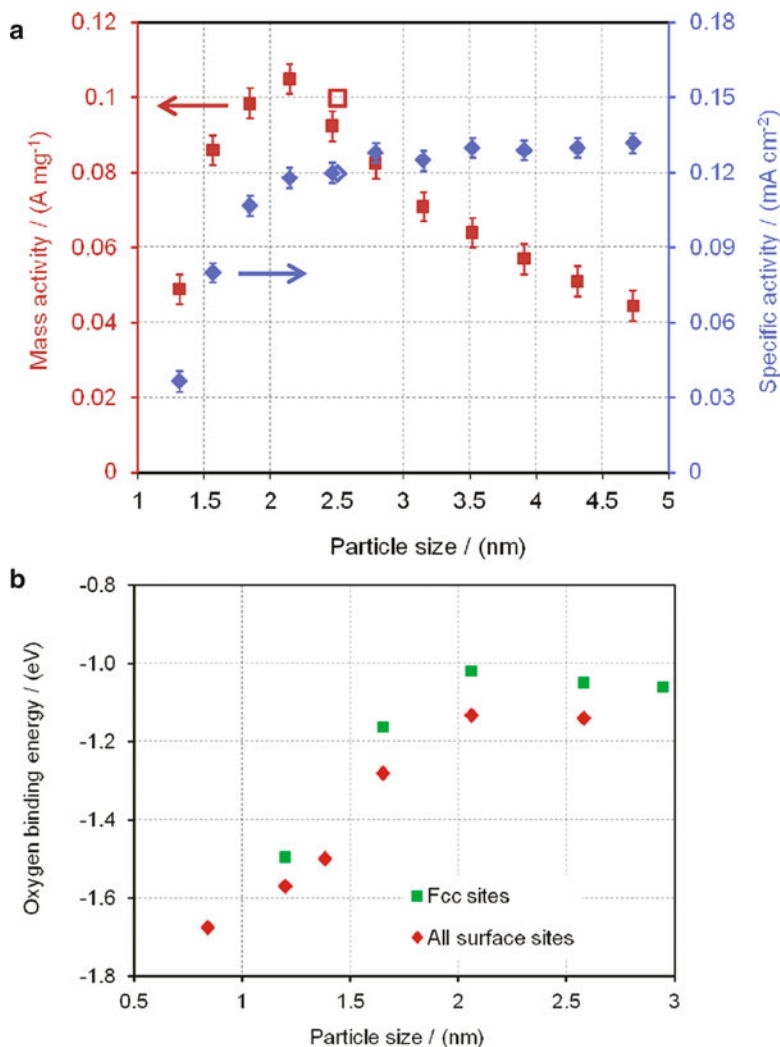 a
0.12
0.1
0.08
0.06
0.04
0.02
0
Mass activity / (A mg⁻¹)
0.18
0.15
0.12
0.09
0.06
0.03
0
Specific activity / (mA cm⁻²)
1 1.5 2 2.5 3 3.5 4 4.5 5
Particle size / (nm)
b
-0.8
-1.0
-1.2
-1.4
-1.6
-1.8
Oxygen binding energy / (eV)
Fcc sites
All surface sites
0.5 1 1.5 2 2.5 3
Particle size / (nm)